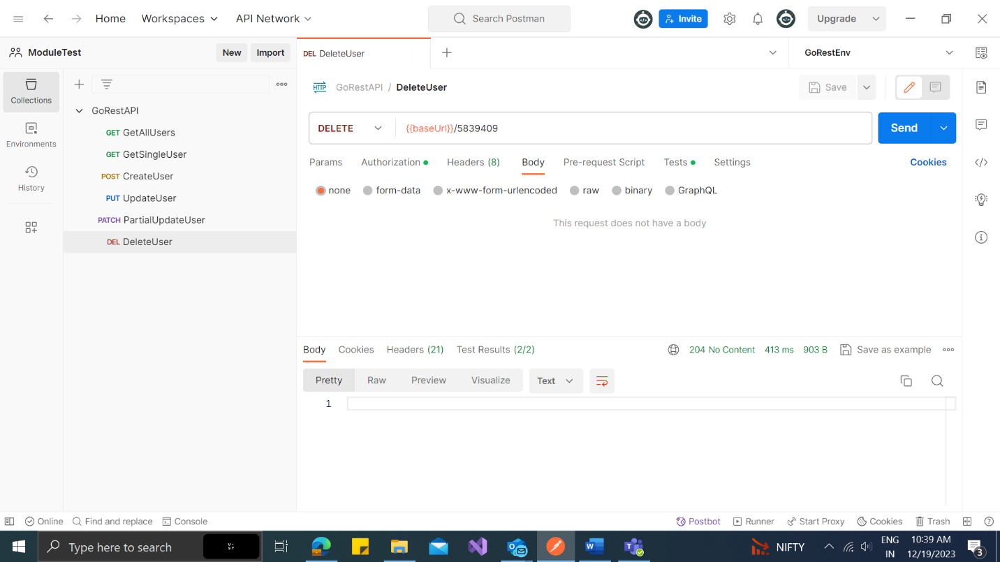 Home Workspaces API Network Search Postman Invite Upgrade
ModuleTest New Import DEL DeleteUser GoRestEnv
Collections
Environments
History
GoRestAPI
GET GetAllUsers
GET GetSingleUser
POST CreateUser
PUT UpdateUser
PATCH PartialUpdateUser
DEL DeleteUser
HTTP GoRestAPI / DeleteUser Save
DELETE {{baseUrl}}/5839409 Send
Params Authorization Headers (8) Body Pre-request Script Tests Settings Cookies
none form-data x-www-form-urlencoded raw binary GraphQL
This request does not have a body
Body Cookies Headers (21) Test Results (2/2) 204 No Content 413 ms 903 B Save as example
Pretty Raw Preview Visualize Text
1
Online Find and replace Console Postbot Runner Start Proxy Cookies Trash
Type here to search NIFTY ENG IN 10:39 AM 12/19/2023 3